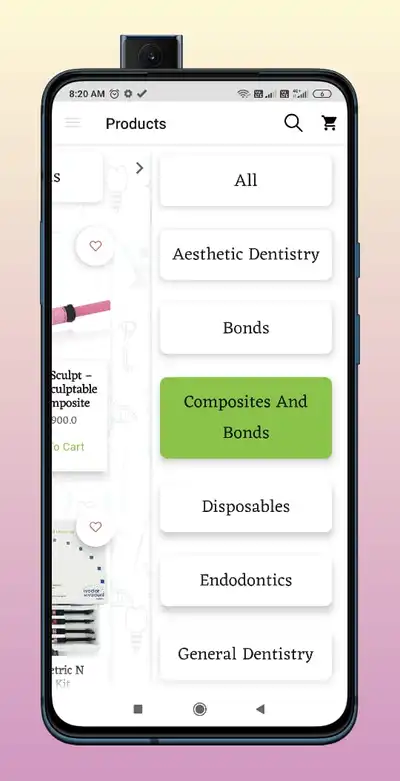 8:20 AM
Products
s
All
Aesthetic Dentistry
Bonds
Sculpt –
culptable
mposite
900.0
o Cart
Composites And
Bonds
Disposables
Endodontics
etric N
Kit
General Dentistry